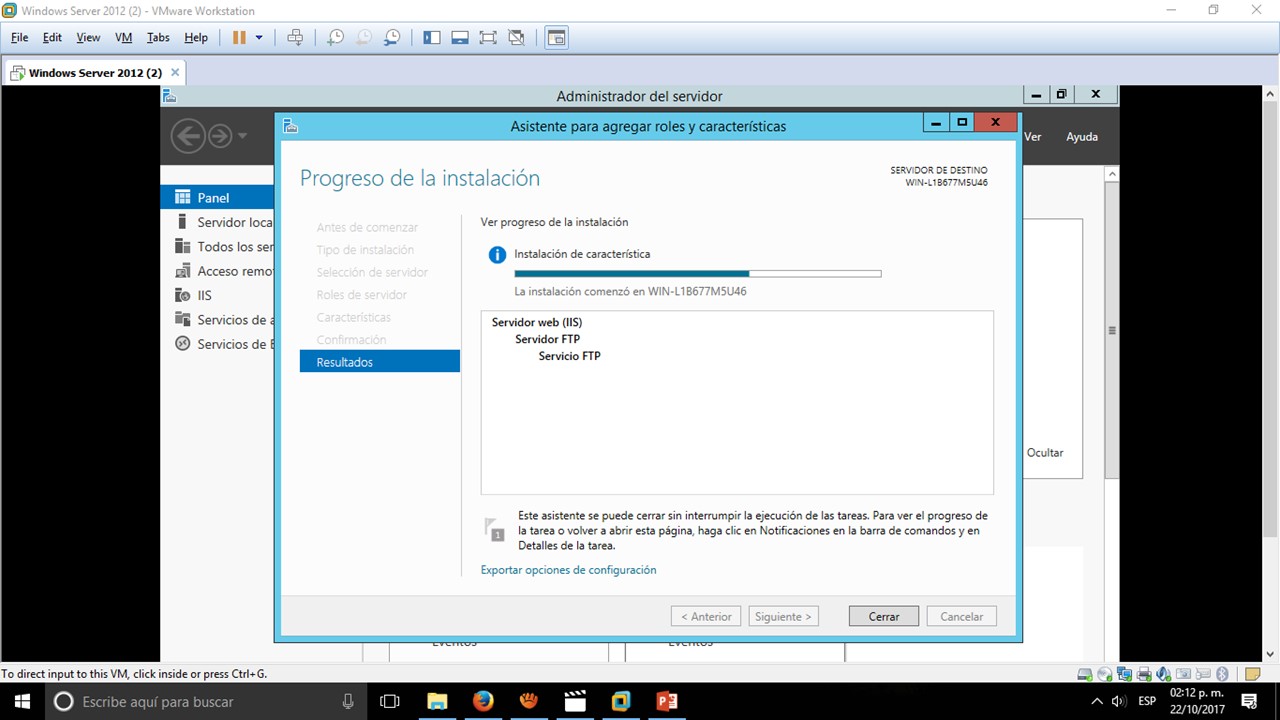 Windows Server 2012 (2) - VMware Workstation
File Edit View VM Tabs Help
Windows Server 2012 (2)
Administrador del servidor
Asistente para agregar roles y características
Ver Ayuda
Progreso de la instalación
SERVIDOR DE DESTINO
WIN-L1B677M5U46
Panel
Servidor loca
Todos los ser
Acceso remo
IIS
Servicios de a
Servicios de E
Antes de comenzar
Tipo de instalación
Selección de servidor
Roles de servidor
Características
Confirmación
Resultados
Ver progreso de la instalación
Instalación de característica
La instalación comenzó en WIN-L1B677M5U46
Servidor web (IIS)
Servidor FTP
Servicio FTP
Ocultar
1
Este asistente se puede cerrar sin interrumpir la ejecución de las tareas. Para ver el progreso de
la tarea o volver a abrir esta página, haga clic en Notificaciones en la barra de comandos y en
Detalles de la tarea.
Exportar opciones de configuración
< Anterior Siguiente > Cerrar Cancelar
Eventos Eventos
To direct input to this VM, click inside or press Ctrl+G.
Escribe aquí para buscar
ESP
02:12 p. m.
22/10/2017